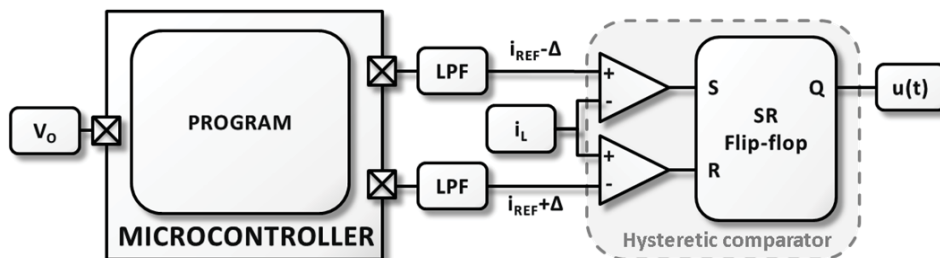 V_O
PROGRAM
MICROCONTROLLER
LPF
LPF
i_REF-Δ
i_REF+Δ
i_L
+
-
+
-
S
R
Q
SR
Flip-flop
Hysteretic comparator
u(t)